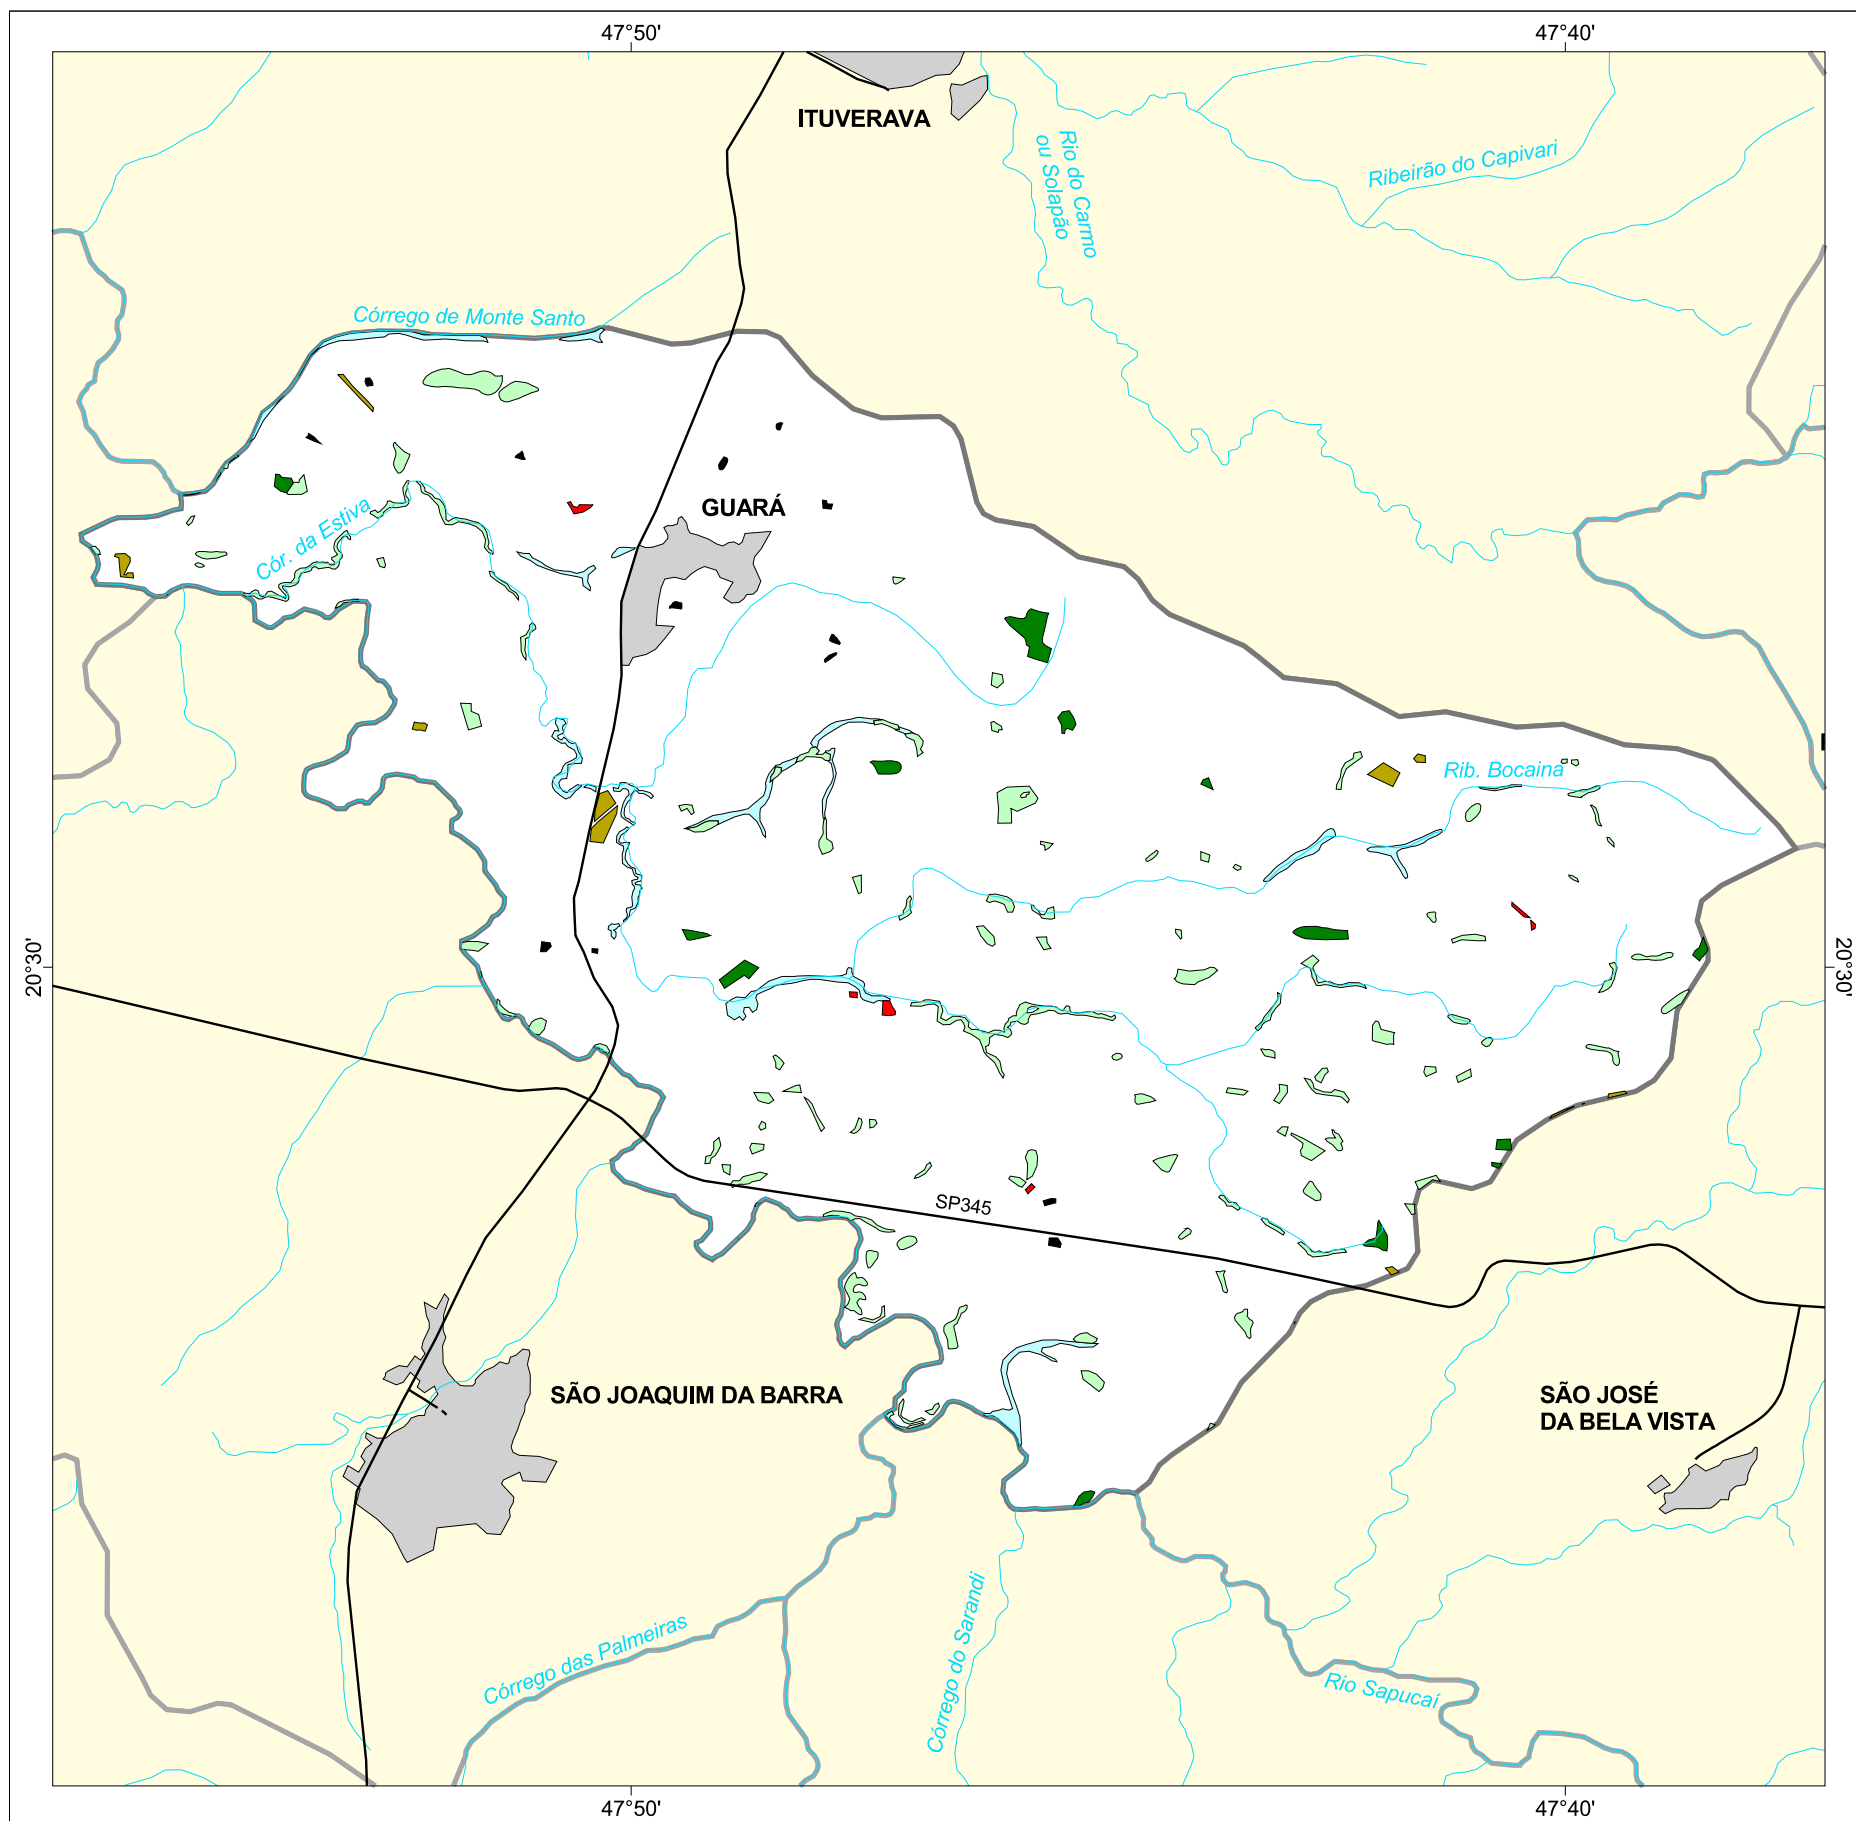 47°50'
47°40'
ITUVERAVA
Rio do Carmo
ou Solapão
Ribeirão do Capivari
Córrego de Monte Santo
GUARÁ
Cór. da Estiva
Rib. Bocaina
20°30'
20°30'
SP345
SÃO JOAQUIM DA BARRA
SÃO JOSÉ
DA BELA VISTA
Córrego das Palmeiras
Córrego do Sarandi
Rio Sapucaí
47°50'
47°40'